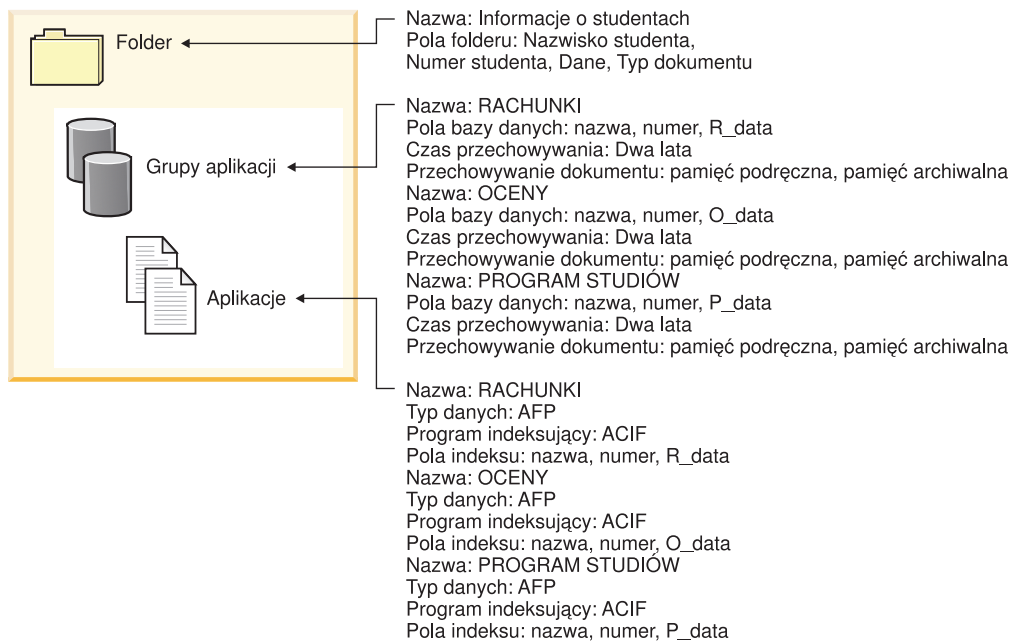 Folder
Nazwa: Informacje o studentach
Pola folderu: Nazwisko studenta,
Numer studenta, Dane, Typ dokumentu
Grupy aplikacji
Nazwa: RACHUNKI
Pola bazy danych: nazwa, numer, R_data
Czas przechowywania: Dwa lata
Przechowywanie dokumentu: pamięć podręczna, pamięć archiwalna
Nazwa: OCENY
Pola bazy danych: nazwa, numer, O_data
Czas przechowywania: Dwa lata
Przechowywanie dokumentu: pamięć podręczna, pamięć archiwalna
Nazwa: PROGRAM STUDIÓW
Pola bazy danych: nazwa, numer, P_data
Czas przechowywania: Dwa lata
Przechowywanie dokumentu: pamięć podręczna, pamięć archiwalna
Aplikacje
Nazwa: RACHUNKI
Typ danych: AFP
Program indeksujący: ACIF
Pola indeksu: nazwa, numer, R_data
Nazwa: OCENY
Typ danych: AFP
Program indeksujący: ACIF
Pola indeksu: nazwa, numer, O_data
Nazwa: PROGRAM STUDIÓW
Typ danych: AFP
Program indeksujący: ACIF
Pola indeksu: nazwa, numer, P_data